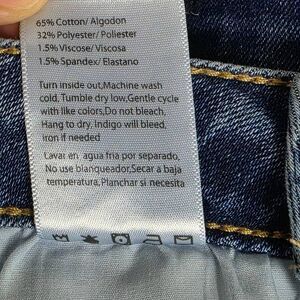 65% Cotton/ Algodon
32% Polyester/ Poliester
1.5% Viscose/ Viscosa
1.5% Spandex/ Elastano
Turn inside out,Machine wash
cold, Tumble dry low,Gentle cycle
with like colors,Do not bleach,
Hang to dry. Indigo will bleed,
iron if needed
Lavar en agua fria por separado,
No use blanqueador,Secar a baja
temperatura, Planchar si necesita